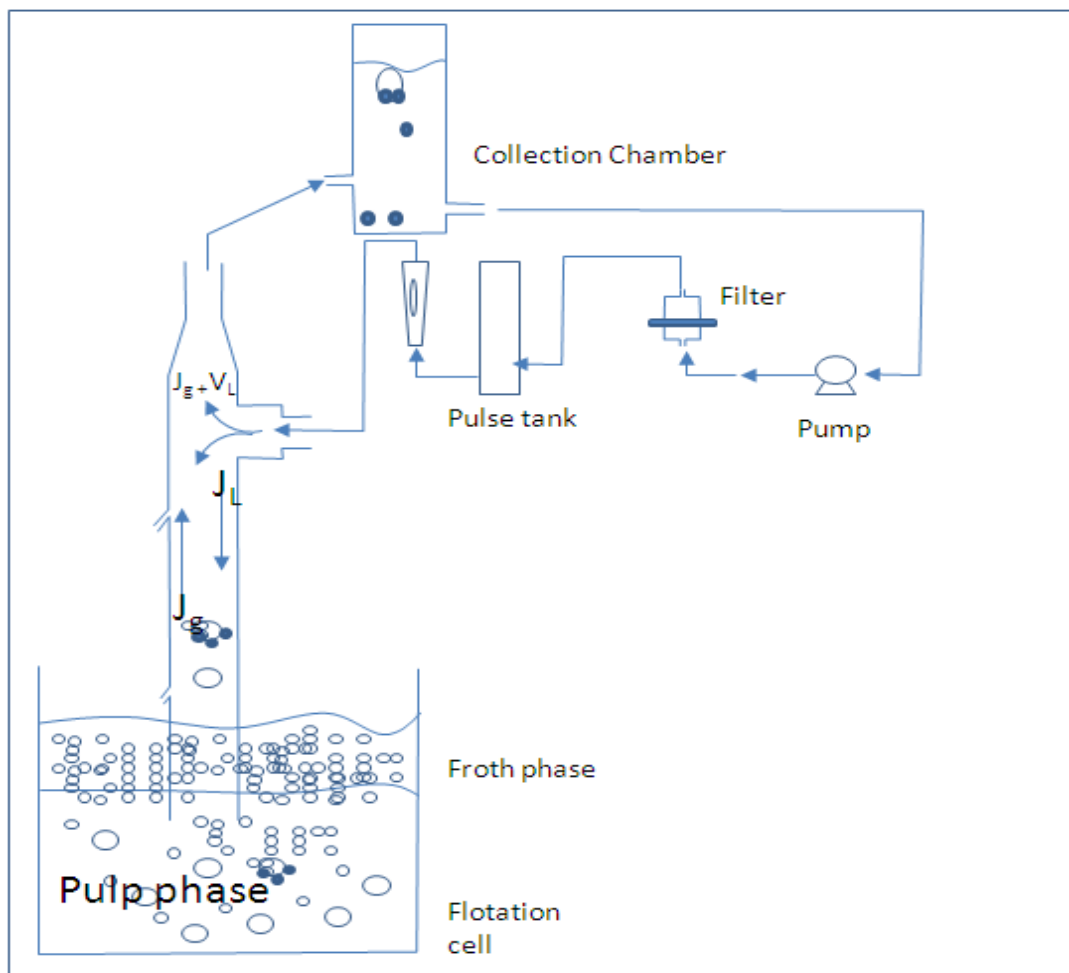 Collection Chamber
Filter
Pulse tank
Pump
Jg+VL
JL
Jg
Froth phase
Pulp phase
Flotation
cell